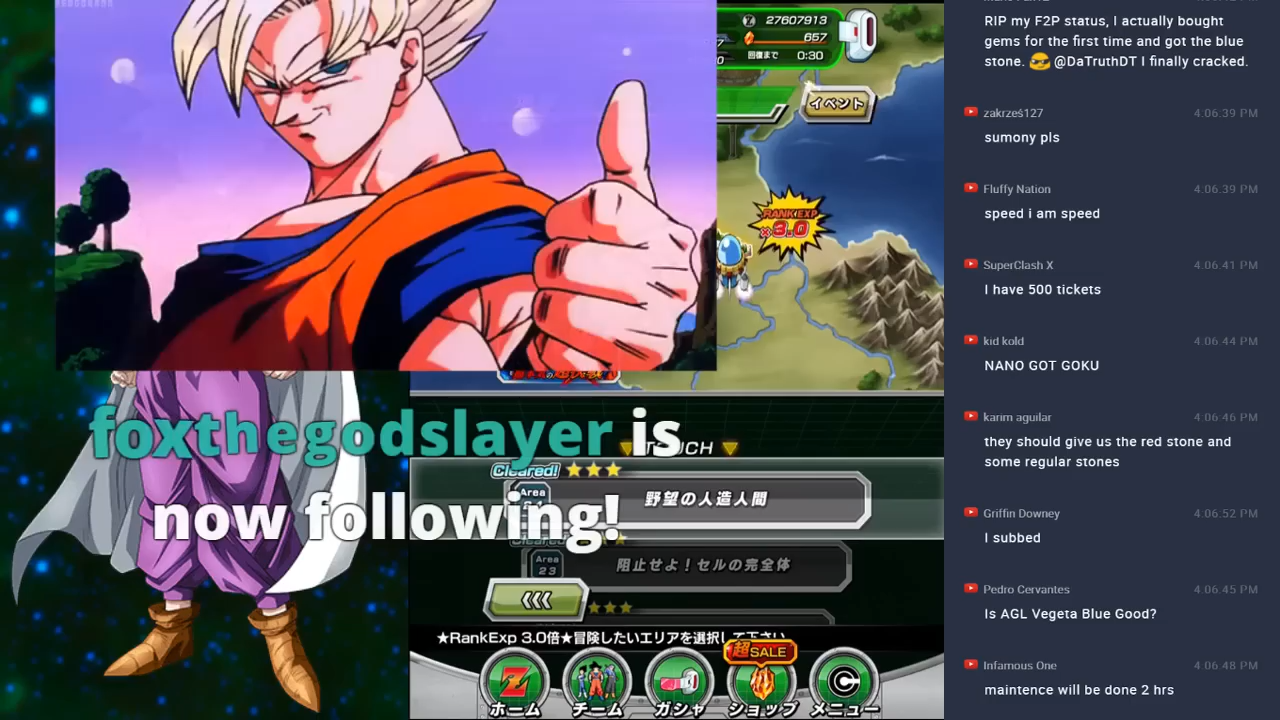 27607913
657
回復まで 0:30
イベント
RANK EXP
×3.0
foxthegodslayer is
now following!
TOUCH
Cleared!
Area
野望の人造人間
Cleared!
Area
23
阻止せよ！セルの完全体
★RankExp 3.0倍★冒険したいエリアを選択して下さい
超SALE
ホーム
チーム
ガシャ
ショップ
メニュー
RIP my F2P status, I actually bought
gems for the first time and got the blue
stone. 😎 @DaTruthDT I finally cracked.
zakrześ127 4:06:39 PM
sumony pls
Fluffy Nation 4:06:39 PM
speed i am speed
SuperClash X 4:06:41 PM
I have 500 tickets
kid kold 4:06:44 PM
NANO GOT GOKU
karim aguilar 4:06:46 PM
they should give us the red stone and
some regular stones
Griffin Downey 4:06:52 PM
I subbed
Pedro Cervantes 4:06:45 PM
Is AGL Vegeta Blue Good?
Infamous One 4:06:48 PM
maintence will be done 2 hrs